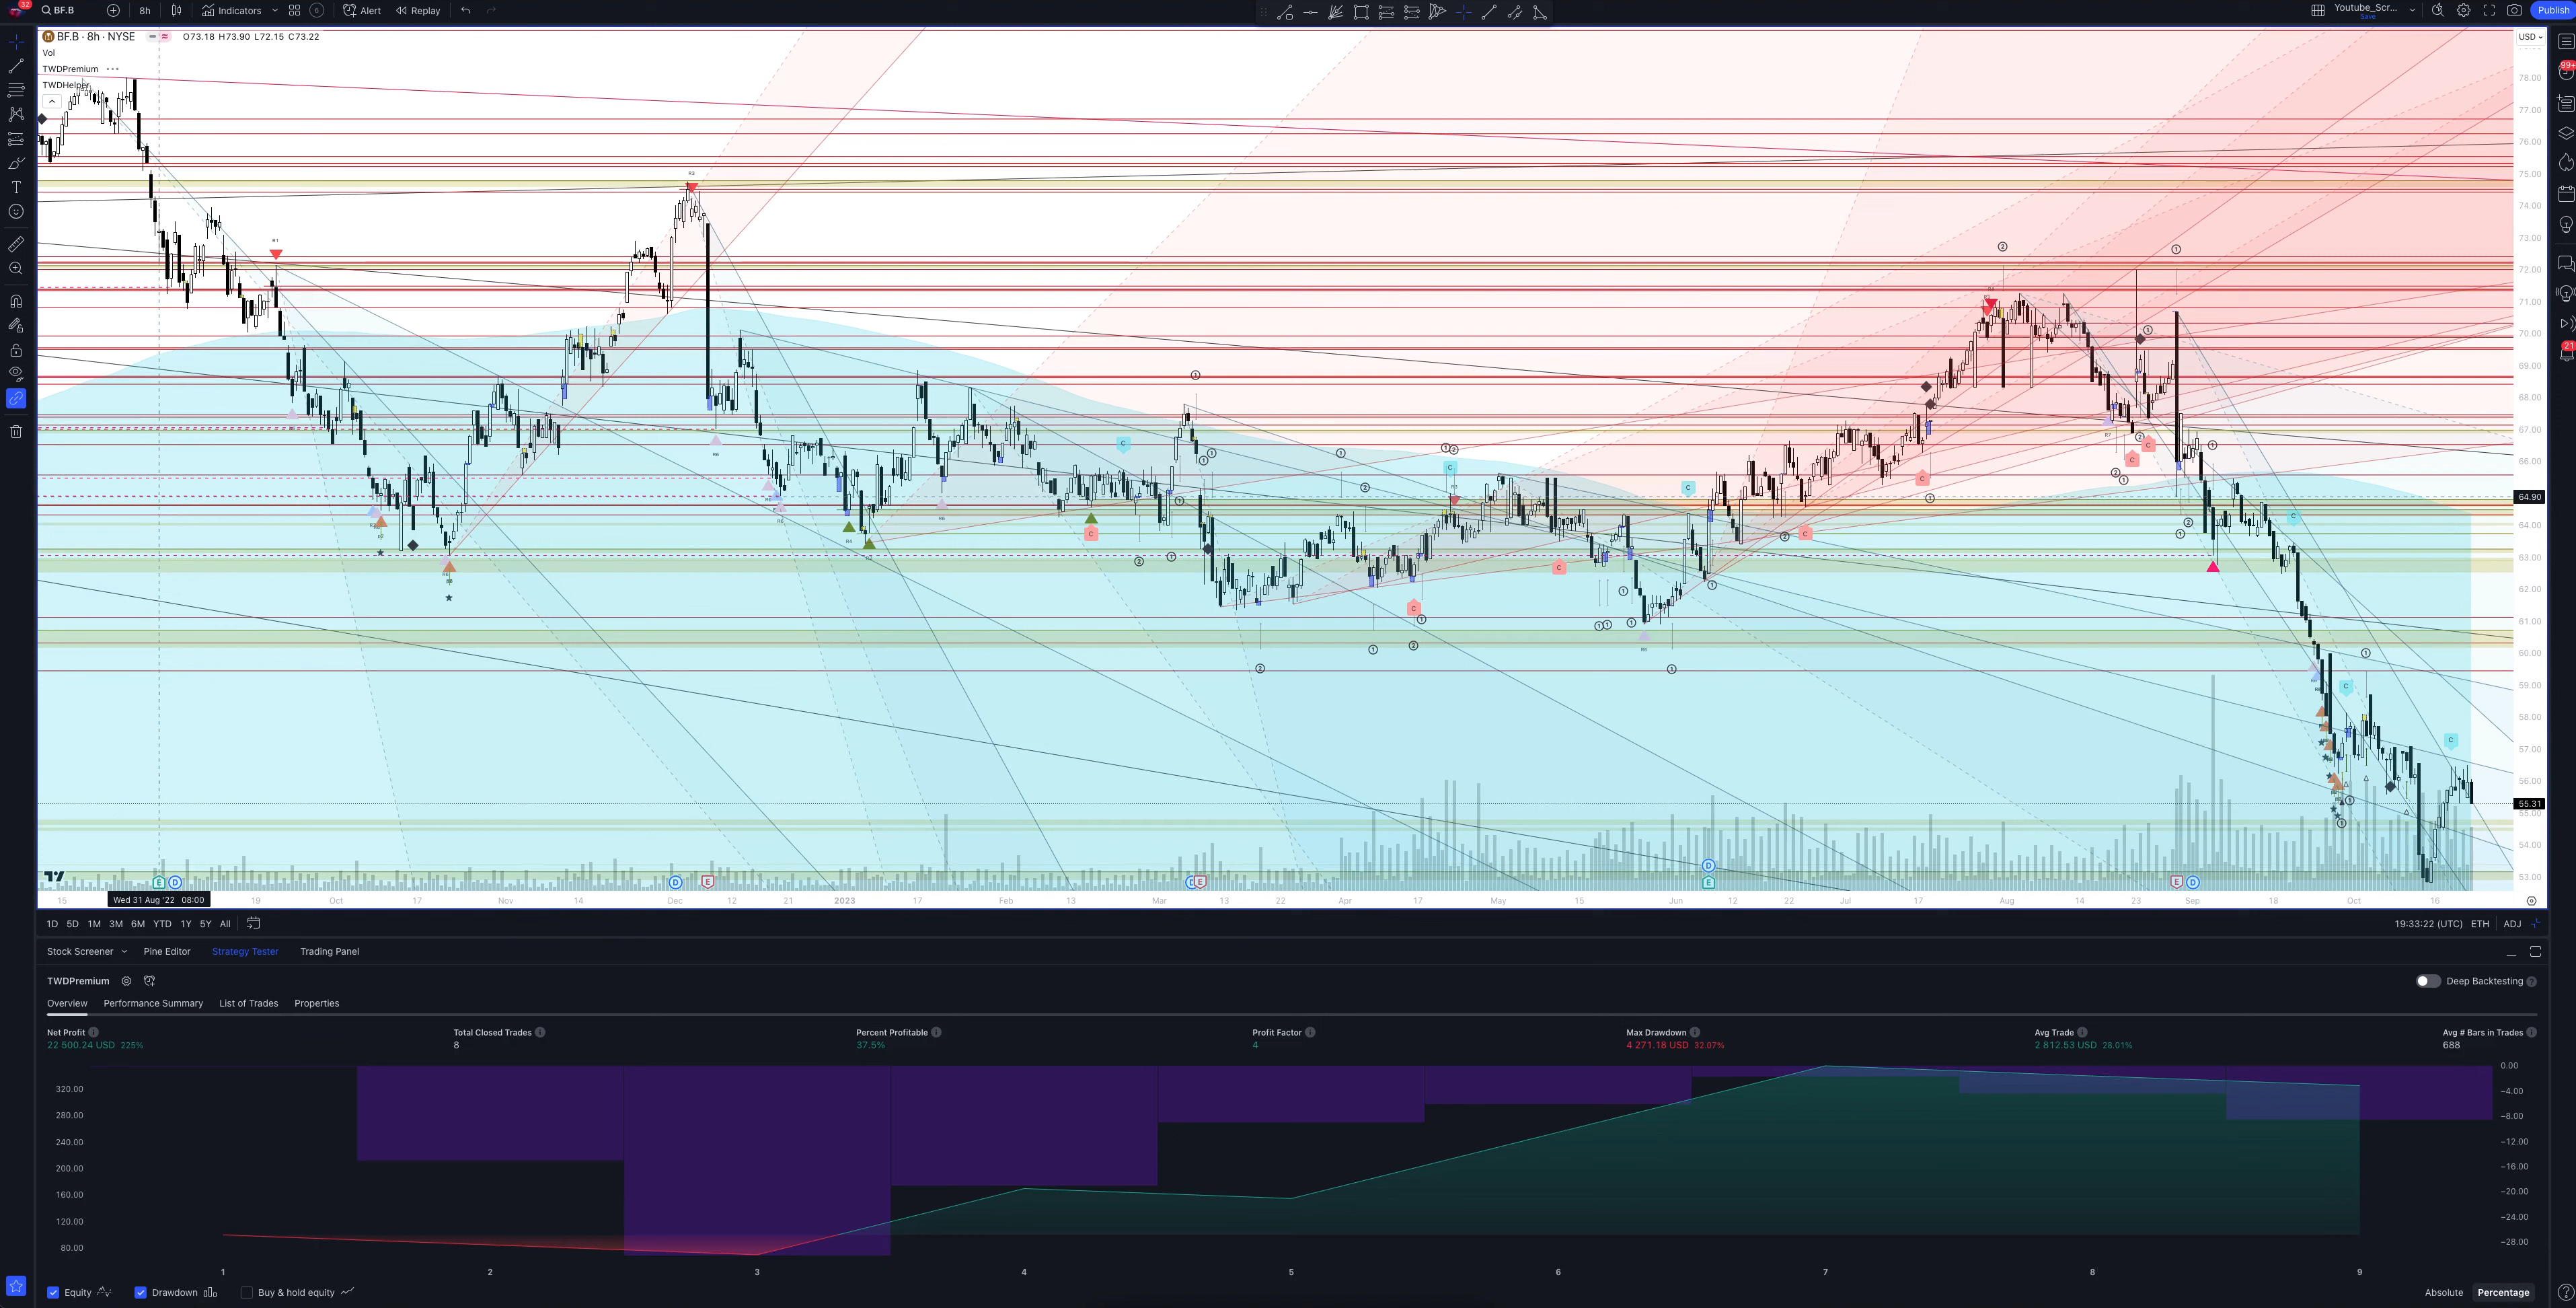 32
BF.B
8h
Indicators
6
Alert
Replay
Youtube_Scr...
Save
Publish
BF.B · 8h · NYSE
O73.18 H73.90 L72.15 C73.22
USD
Vol
TWDPremium
TWDHelper
99+
21
78.00
77.00
76.00
75.00
74.00
73.00
72.00
71.00
70.00
69.00
68.00
67.00
66.00
64.90
64.00
63.00
62.00
61.00
60.00
59.00
58.00
57.00
56.00
55.31
55.00
54.00
53.00
15
Wed 31 Aug '22 08:00
19
Oct
17
Nov
14
Dec
12
21
2023
17
Feb
13
Mar
13
22
Apr
17
May
15
Jun
12
22
Jul
17
Aug
14
23
Sep
18
Oct
16
1D 5D 1M 3M 6M YTD 1Y 5Y All
19:33:22 (UTC) ETH ADJ
Stock Screener
Pine Editor
Strategy Tester
Trading Panel
TWDPremium
Deep Backtesting
Overview
Performance Summary
List of Trades
Properties
Net Profit
22 500.24 USD 225%
Total Closed Trades
8
Percent Profitable
37.5%
Profit Factor
4
Max Drawdown
4 271.18 USD 32.07%
Avg Trade
2 812.53 USD 28.01%
Avg # Bars in Trades
688
320.00
280.00
240.00
200.00
160.00
120.00
80.00
0.00
−4.00
−8.00
−12.00
−16.00
−20.00
−24.00
−28.00
1 2 3 4 5 6 7 8 9
Equity
Drawdown
Buy & hold equity
Absolute
Percentage